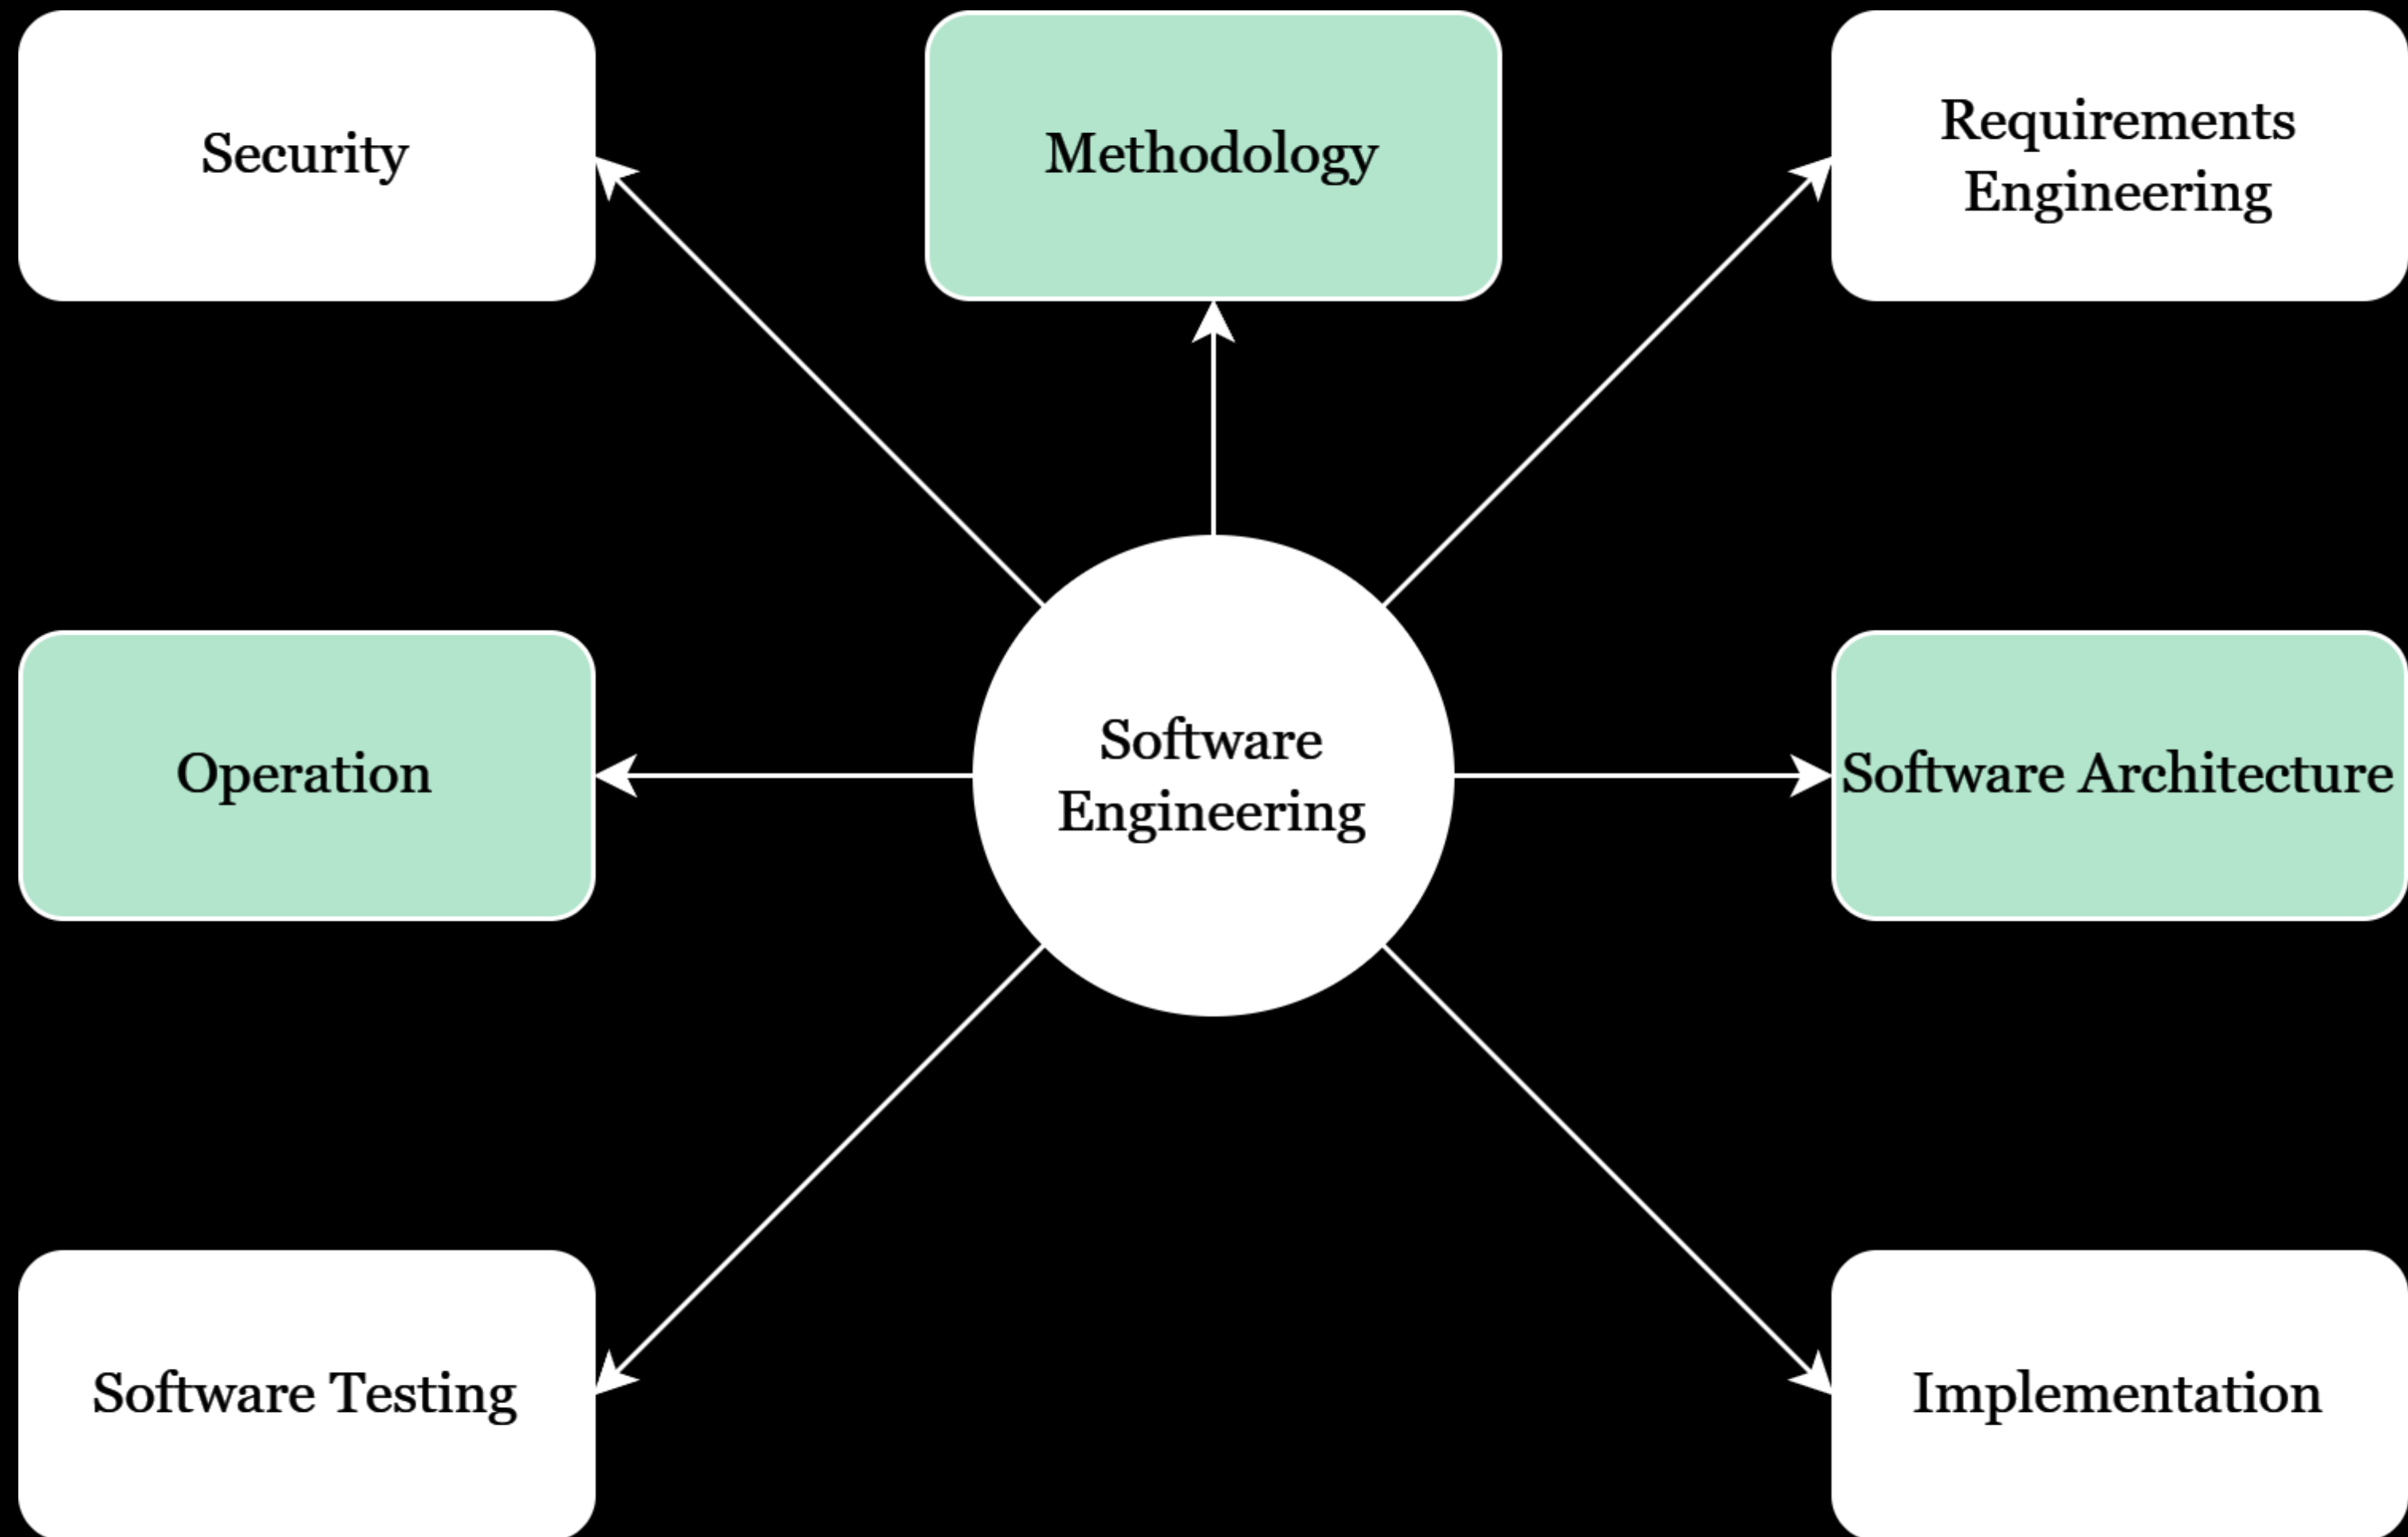 Security
Methodology
Requirements
Engineering
Operation
Software
Engineering
Software Architecture
Software Testing
Implementation